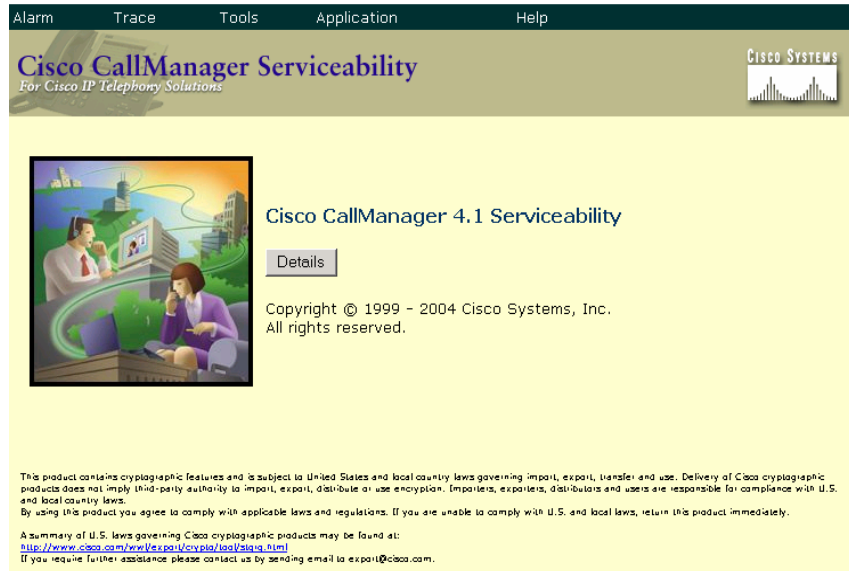 Alarm Trace Tools Application Help
Cisco CallManager Serviceability
For Cisco IP Telephony Solutions
CISCO SYSTEMS
Cisco CallManager 4.1 Serviceability
Details
Copyright © 1999 - 2004 Cisco Systems, Inc.
All rights reserved.
This product contains cryptographic features and is subject to United States and local country laws governing import, export, transfer and use. Delivery of Cisco cryptographic
products does not imply third-party authority to import, export, distribute or use encryption. Importers, exporters, distributors and users are responsible for compliance with U.S.
and local country laws.
By using this product you agree to comply with applicable laws and regulations. If you are unable to comply with U.S. and local laws, return this product immediately.
A summary of U.S. laws governing Cisco cryptographic products may be found at:
http://www.cisco.com/wwl/export/crypto/tool/stqrg.html
If you require further assistance please contact us by sending email to export@cisco.com.